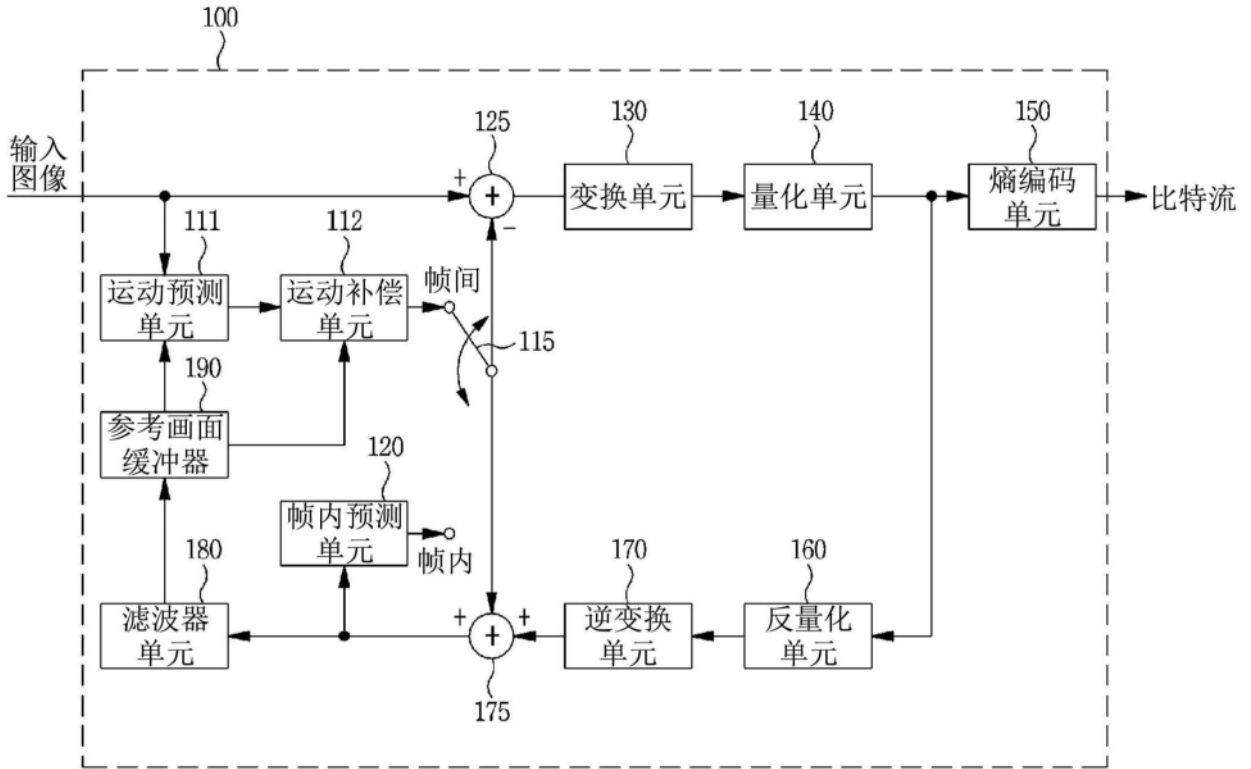 100
输入
图像
125
130
140
150
+
+
-
变换单元
量化单元
熵编码
单元
比特流
111
112
运动预测
单元
运动补偿
单元
帧间
115
190
参考画面
缓冲器
120
帧内预测
单元
帧内
180
170
160
滤波器
单元
+
+
+
逆变换
单元
反量化
单元
175